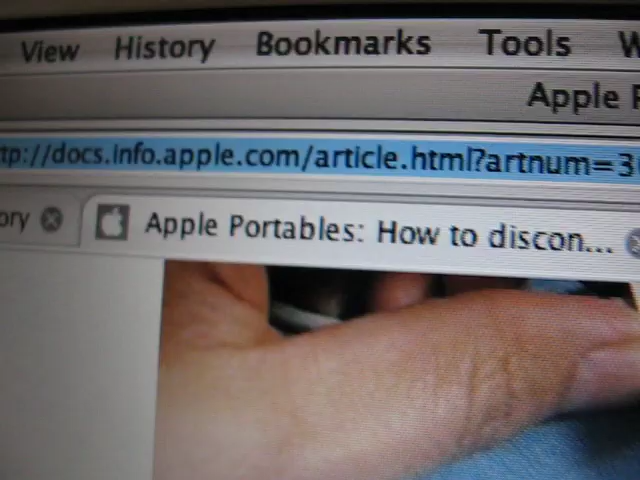 View History Bookmarks Tools
Apple
tp://docs.info.apple.com/article.html?artnum=3
ory Apple Portables: How to discon...